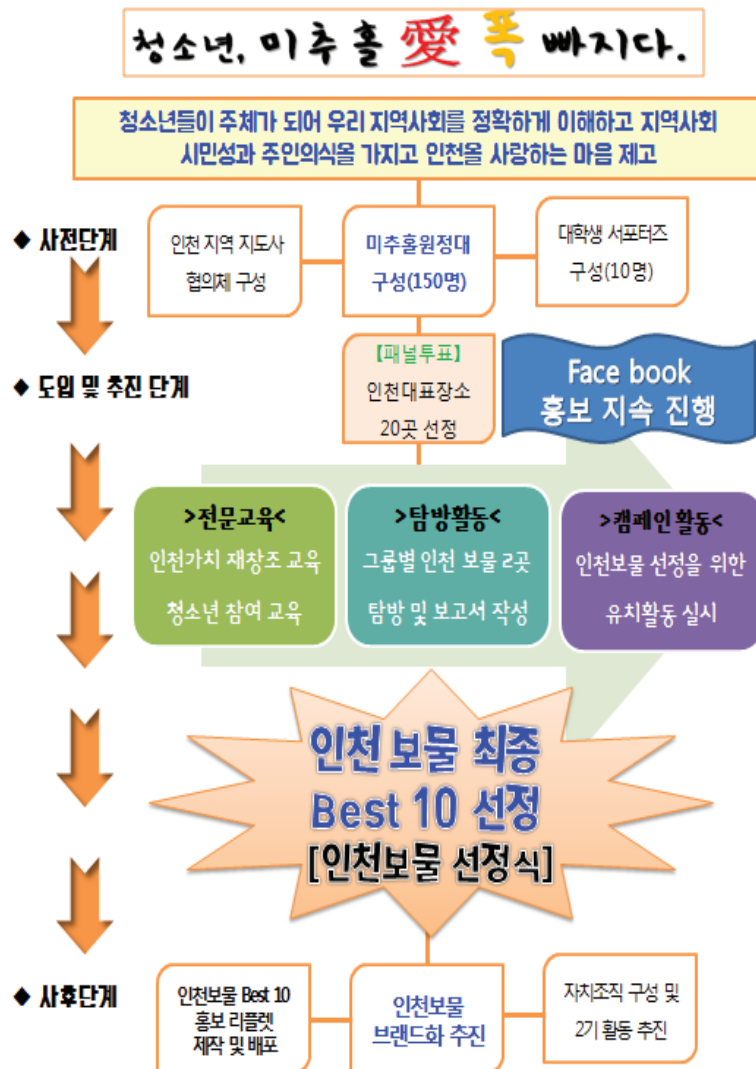 청소년, 미추홀 愛 폭 빠지다.
청소년들이 주체가 되어 우리 지역사회를 정확하게 이해하고 지역사회
시민성과 주인의식을 가지고 인천을 사랑하는 마음 제고
◆ 사전단계
인천 지역 지도사
협의체 구성
미추홀원정대
구성(150명)
대학생 서포터즈
구성(10명)
◆ 도입 및 추진 단계
【패널투표】
인천대표장소
20곳 선정
Face book
홍보 지속 진행
>전문교육<
인천가치 재창조 교육
청소년 참여 교육
>탐방활동<
그룹별 인천 보물 2곳
탐방 및 보고서 작성
>캠페인 활동<
인천보물 선정을 위한
유치활동 실시
인천 보물 최종
Best 10 선정
[인천보물 선정식]
◆ 사후단계
인천보물 Best 10
홍보 리플렛
제작 및 배포
인천보물
브랜드화 추진
자치조직 구성 및
2기 활동 추진